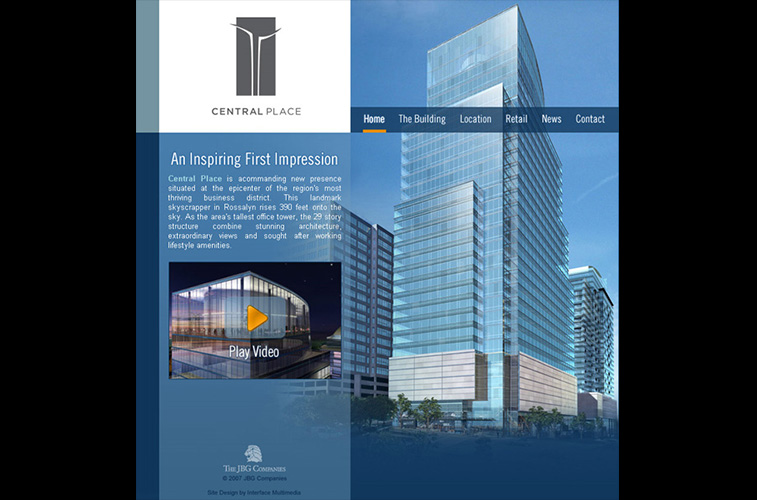 CENTRAL PLACE
Home The Building Location Retail News Contact
An Inspiring First Impression
Central Place is acommanding new presence
situated at the epicenter of the region's most
thriving business district. This landmark
skyscrapper in Rossalyn rises 390 feet onto the
sky. As the area's tallest office tower, the 29 story
structure combine stunning architecture,
extraordinary views and sought after working
lifestyle amenities.
Play Video
THE JBG COMPANIES
© 2007 JBG Companies
Site Design by Interface Multimedia